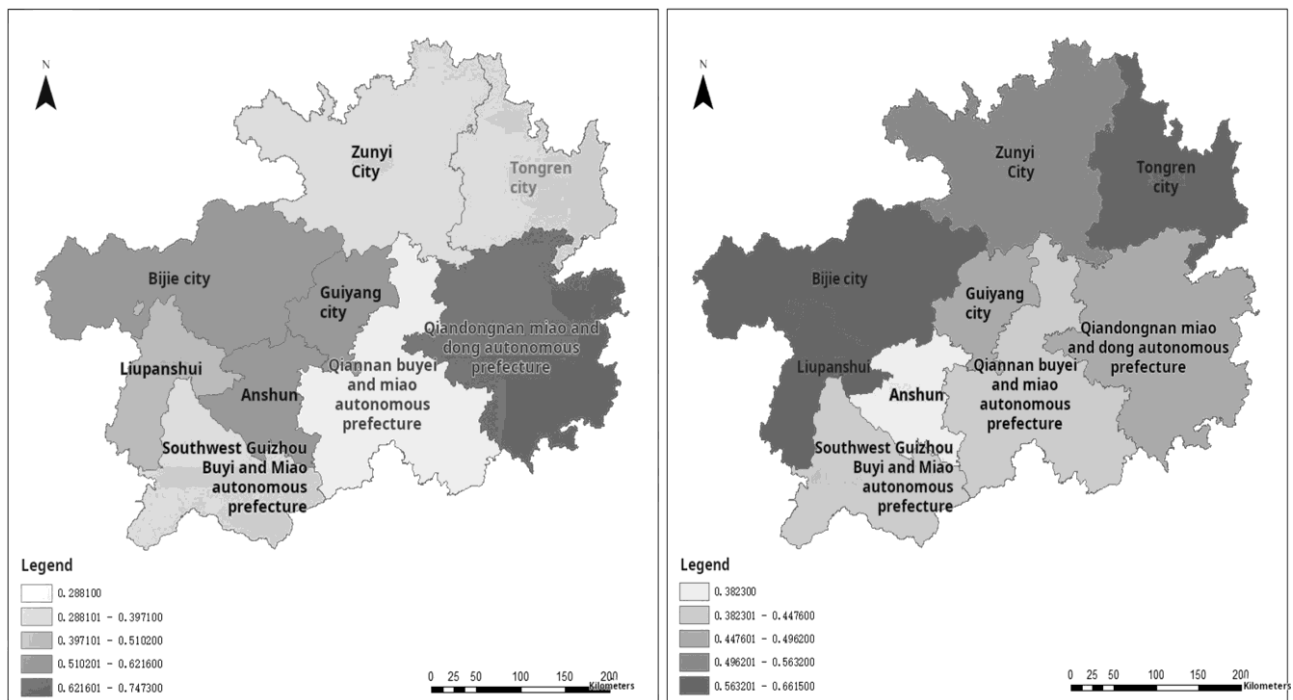 N
Zunyi
City
Tongren
city
Bijie city
Guiyang
city
Qiandongnan miao and
dong autonomous
prefecture
Liupanshui
Anshun
Qiannan buyei
and miao
autonomous
prefecture
Southwest Guizhou
Buyi and Miao
autonomous
prefecture
Legend
0.288100
0.288101 - 0.397100
0.397101 - 0.510200
0.510201 - 0.621600
0.621601 - 0.747300
0 25 50 100 150 200
Kilometers
N
Zunyi
City
Tongren
city
Bijie city
Guiyang
city
Qiandongnan miao
and dong autonomous
prefecture
Liupanshui
Anshun
Qiannan buyei
and miao
autonomous
prefecture
Southwest Guizhou
Buyi and Miao
autonomous
prefecture
Legend
0.382300
0.382301 - 0.447600
0.447601 - 0.496200
0.496201 - 0.563200
0.563201 - 0.661500
0 25 50 100 150 200
Kilometers